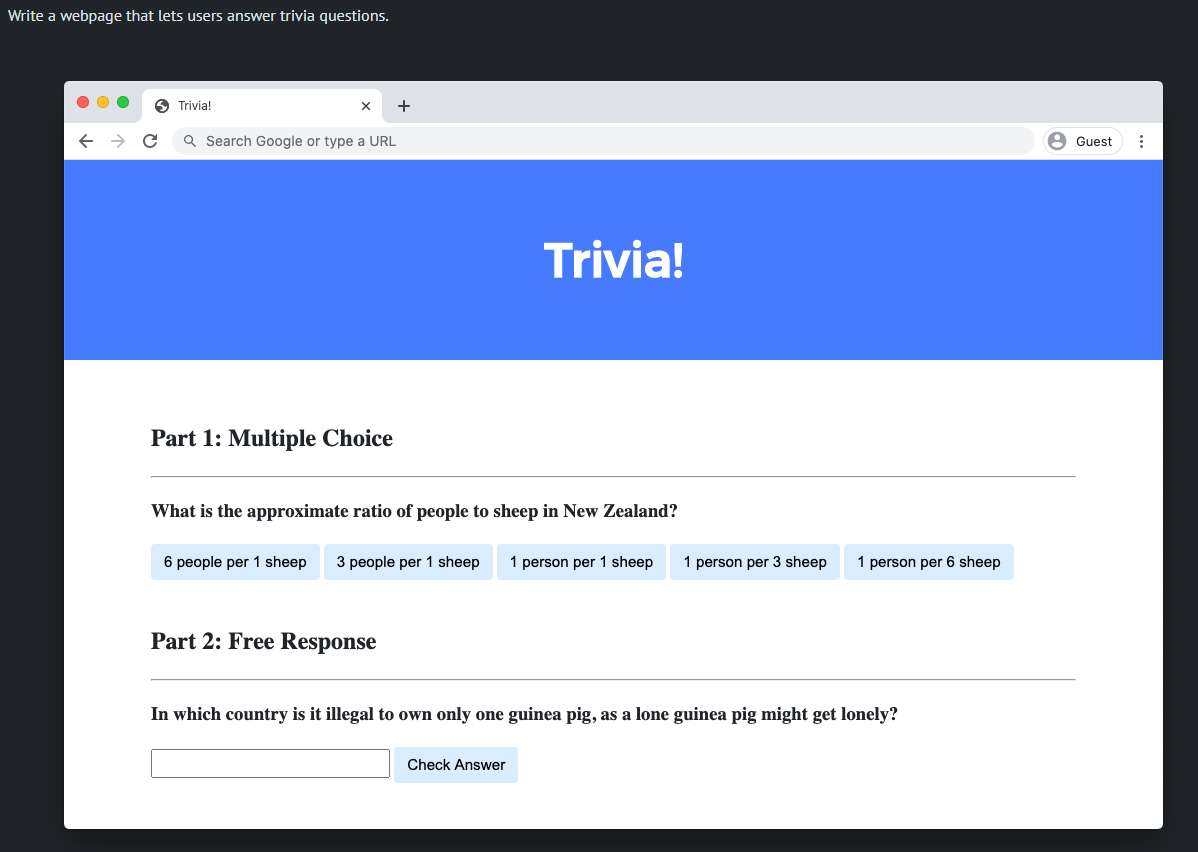 Write a webpage that lets users answer trivia questions.
Trivia!
Search Google or type a URL
Guest
Trivia!
Part 1: Multiple Choice
What is the approximate ratio of people to sheep in New Zealand?
6 people per 1 sheep 3 people per 1 sheep 1 person per 1 sheep 1 person per 3 sheep 1 person per 6 sheep
Part 2: Free Response
In which country is it illegal to own only one guinea pig, as a lone guinea pig might get lonely?
Check Answer